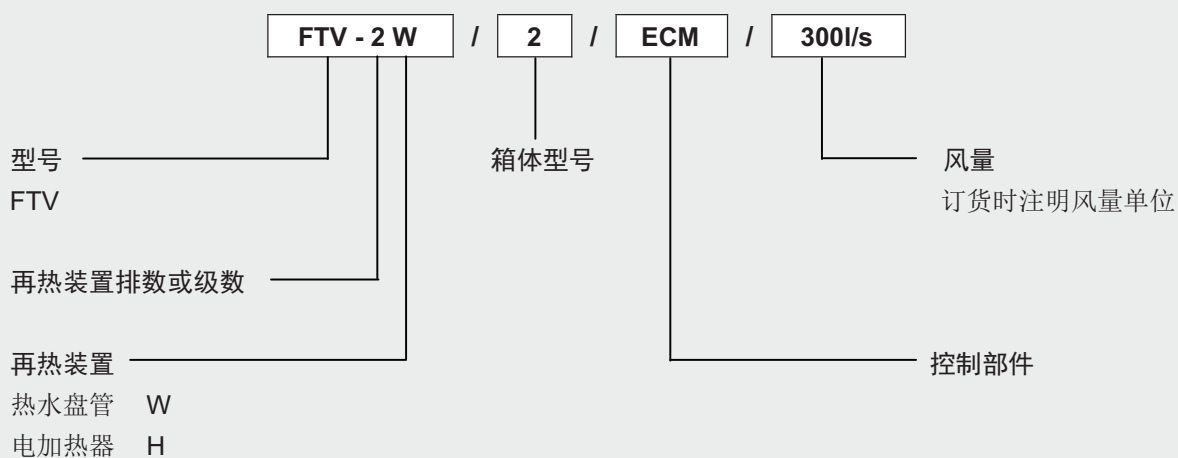 FTV - 2 W / 2 / ECM / 300l/s
型号 箱体型号 风量
FTV 订货时注明风量单位
再热装置排数或级数
再热装置 控制部件
热水盘管 W
电加热器 H